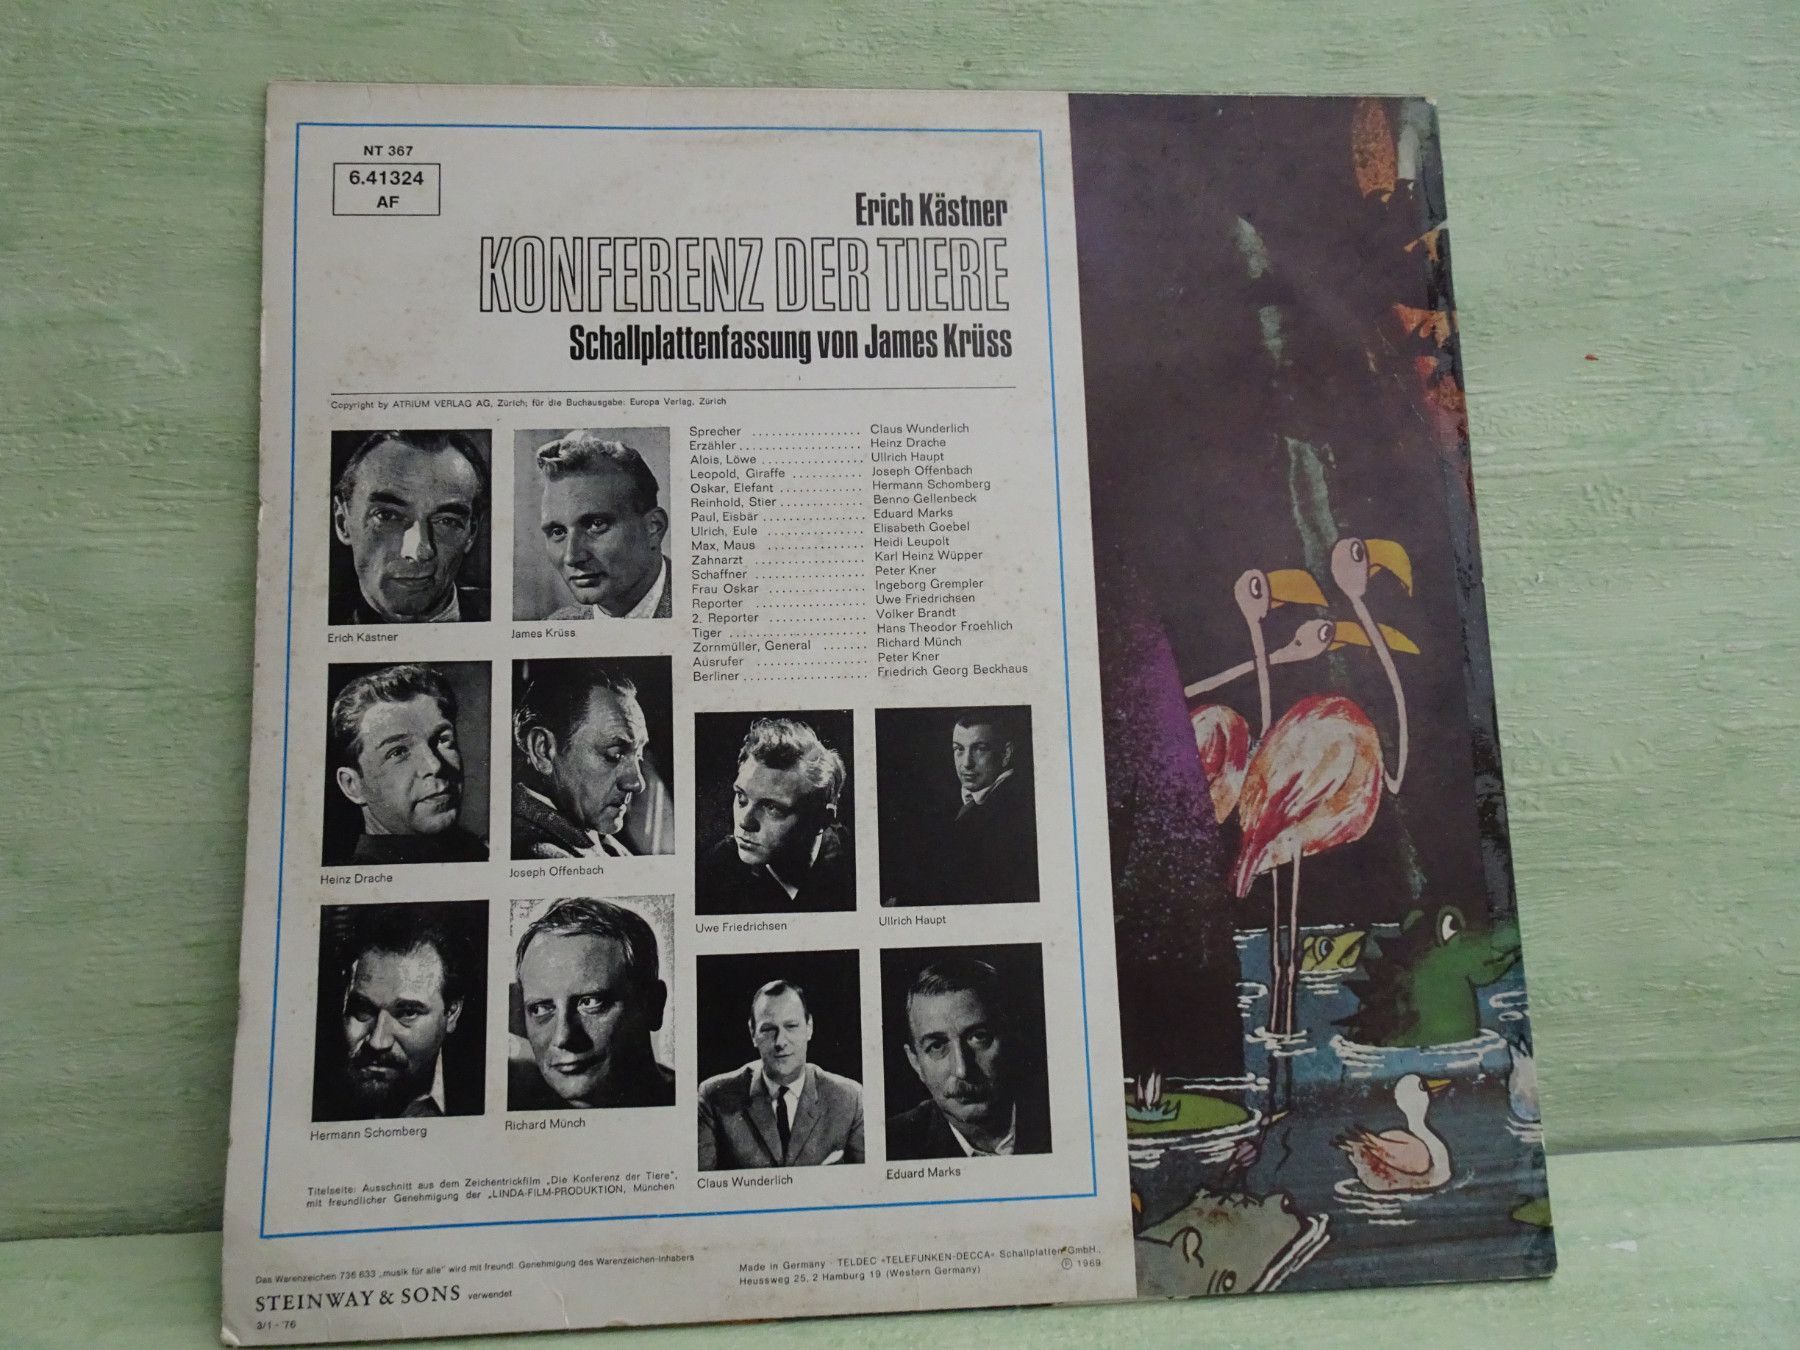 NT 367
6.41324
AF
Erich Kästner
KONFERENZ DER TIERE
Schallplattenfassung von James Krüss
Copyright by ATRIUM VERLAG AG, Zürich; für die Buchausgabe: Europa Verlag, Zürich
Sprecher ................. Claus Wunderlich
Erzähler ................. Heinz Drache
Alois, Löwe ................ Ullrich Haupt
Leopold, Giraffe ........... Joseph Offenbach
Oskar, Elefant ............. Hermann Schomberg
Reinhold, Stier ............. Benno Gellenbeck
Paul, Eisbär ................ Eduard Marks
Ulrich, Eule ............... Elisabeth Goebel
Max, Maus ............... Heidi Leupolt
Zahnarzt ................. Karl Heinz Wüpper
Schaffner ................. Peter Kner
Frau Oskar ............... Ingeborg Grempler
Reporter ................. Uwe Friedrichsen
2. Reporter ............... Volker Brandt
Tiger ..................... Hans Theodor Froehlich
Zornmüller, General ....... Richard Münch
Ausrufer ................. Peter Kner
Berliner ................... Friedrich Georg Beckhaus
Erich Kästner
James Krüss
Heinz Drache
Joseph Offenbach
Uwe Friedrichsen
Ullrich Haupt
Hermann Schomberg
Richard Münch
Claus Wunderlich
Eduard Marks
Titelseite: Ausschnitt aus dem Zeichentrickfilm „Die Konferenz der Tiere",
mit freundlicher Genehmigung der „LINDA-FILM-PRODUKTION, München
Das Warenzeichen 736 633 „musik für alle" wird mit freundl. Genehmigung des Warenzeichen-Inhabers
STEINWAY & SONS verwendet
3/1 - '76
Made in Germany · TELDEC »TELEFUNKEN-DECCA« Schallplatten GmbH.,
Heussweg 25, 2 Hamburg 19 (Western Germany) ℗ 1969